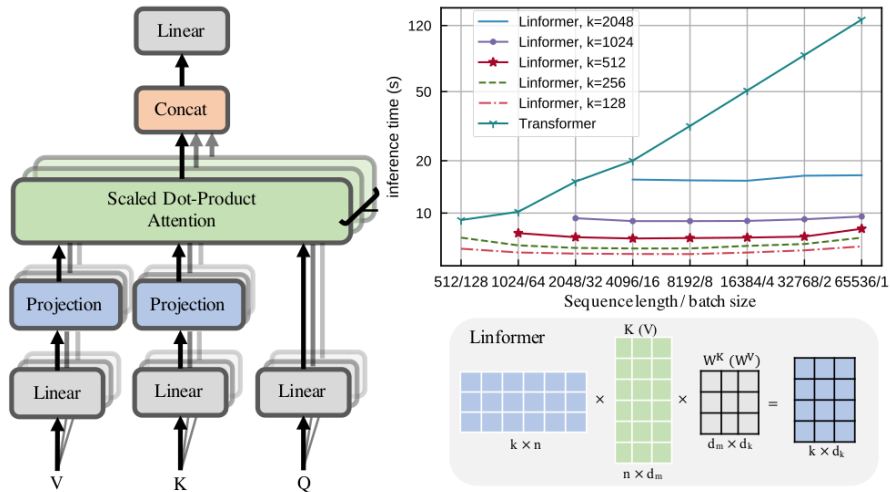 Linear
Concat
Scaled Dot-Product
Attention
Projection
Projection
Linear
Linear
Linear
V
K
Q
inference time (s)
120
50
20
10
Linformer, k=2048
Linformer, k=1024
Linformer, k=512
Linformer, k=256
Linformer, k=128
Transformer
512/128 1024/64 2048/32 4096/16 8192/8 16384/4 32768/2 65536/1
Sequence length / batch size
Linformer
K (V)
W^K (W^V)
× × =
k × n
n × d_m
d_m × d_k
k × d_k